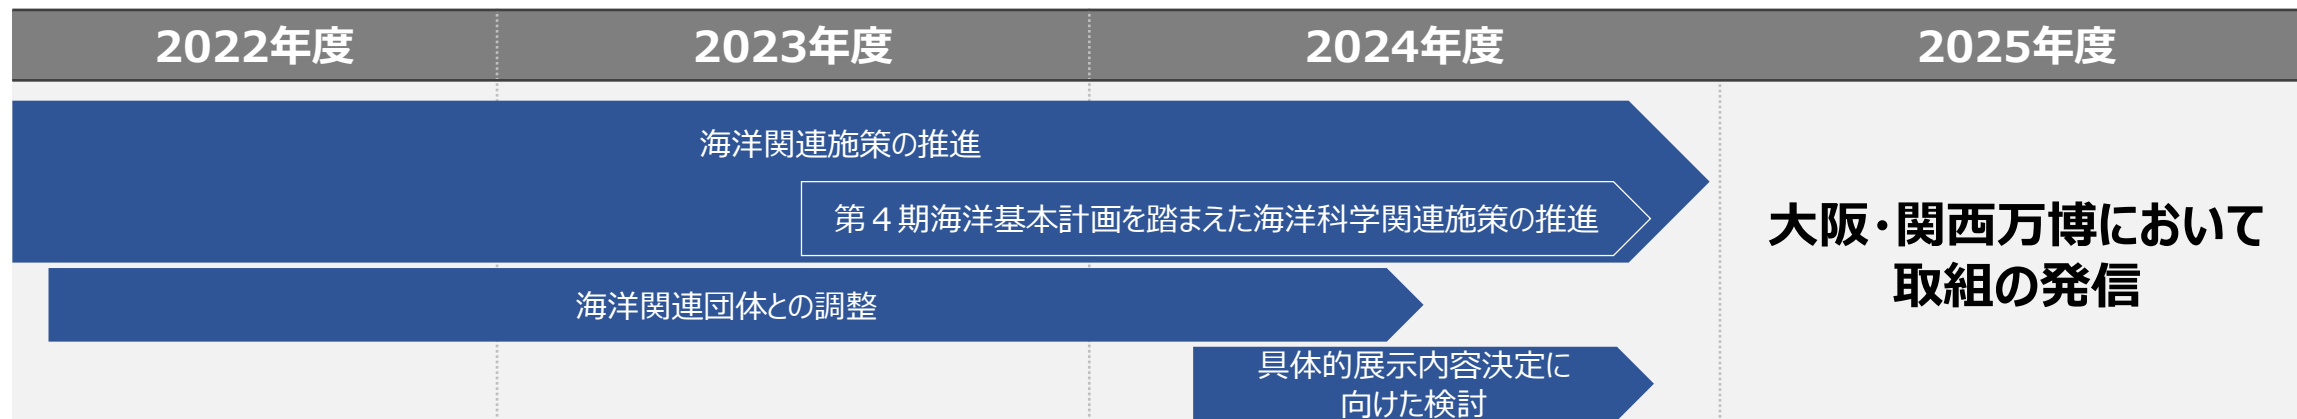 2022年度
2023年度
2024年度
2025年度
海洋関連施策の推進
第４期海洋基本計画を踏まえた海洋科学関連施策の推進
海洋関連団体との調整
具体的展示内容決定に
向けた検討
大阪・関西万博において
取組の発信